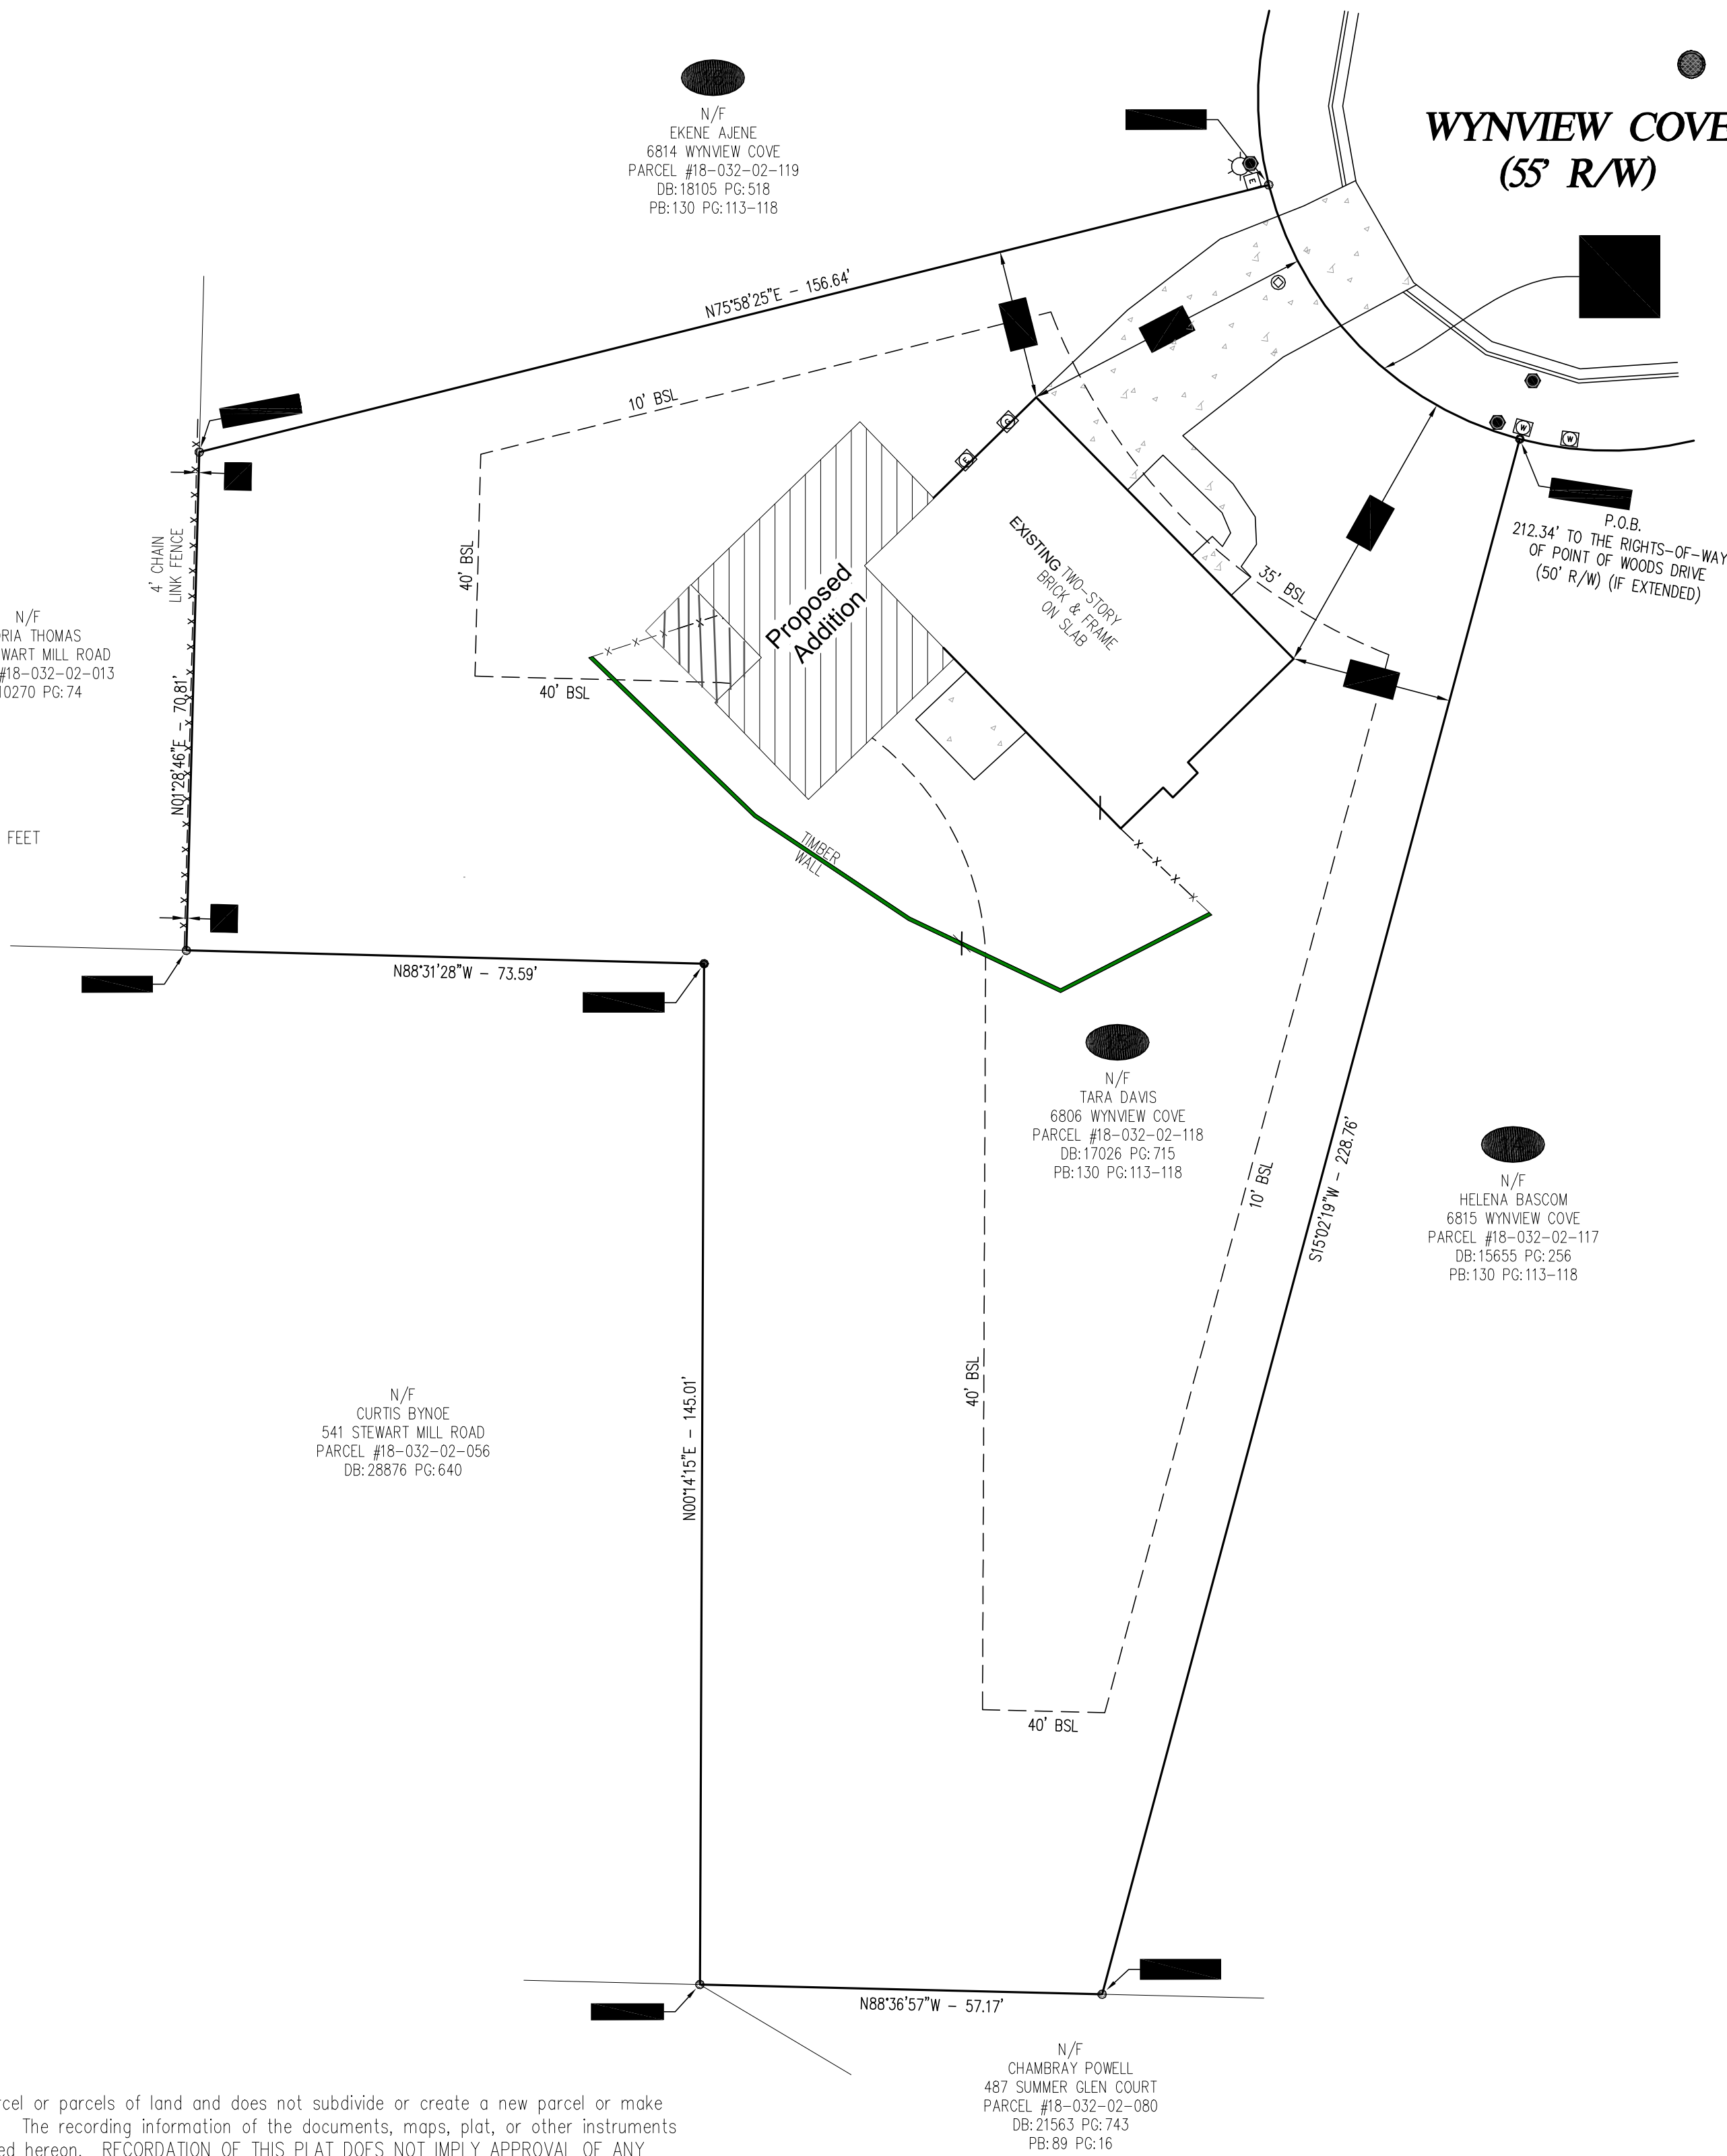 WYNVIEW COVE
(55' R/W)
N/F
EKENE AJENE
6814 WYNVIEW COVE
PARCEL #18-032-02-119
DB:18105 PG:518
PB:130 PG:113-118
E
N75°58'25"E - 156.64'
10' BSL
40' BSL
40' BSL
4' CHAIN
LINK FENCE
N/F
ORIA THOMAS
WART MILL ROAD
#18-032-02-013
10270 PG:74
N01°28'46"E - 70.81'
FEET
Proposed
Addition
EXISTING TWO-STORY
BRICK & FRAME
ON SLAB
35' BSL
W
W
P.O.B.
212.34' TO THE RIGHTS-OF-WAY
OF POINT OF WOODS DRIVE
(50' R/W) (IF EXTENDED)
TIMBER
WALL
N88°31'28"W - 73.59'
N/F
TARA DAVIS
6806 WYNVIEW COVE
PARCEL #18-032-02-118
DB:17026 PG:715
PB:130 PG:113-118
10' BSL
S15°02'19"W - 228.76'
N/F
HELENA BASCOM
6815 WYNVIEW COVE
PARCEL #18-032-02-117
DB:15655 PG:256
PB:130 PG:113-118
N/F
CURTIS BYNOE
541 STEWART MILL ROAD
PARCEL #18-032-02-056
DB:28876 PG:640
N00°14'15"E - 145.01'
40' BSL
40' BSL
N88°36'57"W - 57.17'
N/F
CHAMBRAY POWELL
487 SUMMER GLEN COURT
PARCEL #18-032-02-080
DB:21563 PG:743
PB:89 PG:16
rcel or parcels of land and does not subdivide or create a new parcel or make
The recording information of the documents, maps, plat, or other instruments
ed hereon. RECORDATION OF THIS PLAT DOES NOT IMPLY APPROVAL OF ANY